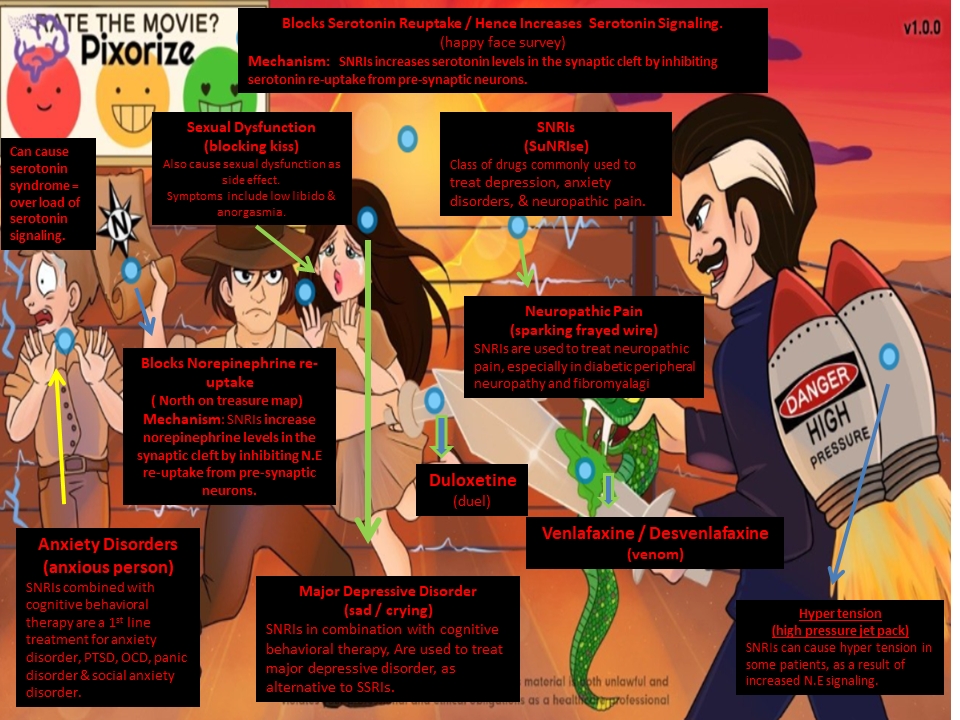 RATE THE MOVIE?
Pixorize
v1.0.0
Blocks Serotonin Reuptake / Hence Increases Serotonin Signaling.
(happy face survey)
Mechanism: SNRIs increases serotonin levels in the synaptic cleft by inhibiting
serotonin re-uptake from pre-synaptic neurons.
Can cause
serotonin
syndrome =
over load of
serotonin
signaling.
Sexual Dysfunction
(blocking kiss)
Also cause sexual dysfunction as
side effect.
Symptoms include low libido &
anorgasmia.
SNRIs
(SuNRIse)
Class of drugs commonly used to
treat depression, anxiety
disorders, & neuropathic pain.
N
Neuropathic Pain
(sparking frayed wire)
SNRIs are used to treat neuropathic
pain, especially in diabetic peripheral
neuropathy and fibromyalagi
Blocks Norepinephrine re-
uptake
( North on treasure map)
Mechanism: SNRIs increase
norepinephrine levels in the
synaptic cleft by inhibiting N.E
re-uptake from pre-synaptic
neurons.
DANGER
HIGH
PRESSURE
Duloxetine
(duel)
Venlafaxine / Desvenlafaxine
(venom)
Anxiety Disorders
(anxious person)
SNRIs combined with
cognitive behavioral
therapy are a 1st line
treatment for anxiety
disorder, PTSD, OCD, panic
disorder & social anxiety
disorder.
Major Depressive Disorder
(sad / crying)
SNRIs in combination with cognitive
behavioral therapy, Are used to treat
major depressive disorder, as
alternative to SSRIs.
Hyper tension
(high pressure jet pack)
SNRIs can cause hyper tension in
some patients, as a result of
increased N.E signaling.
material is both unlawful and
as a healthcare professional